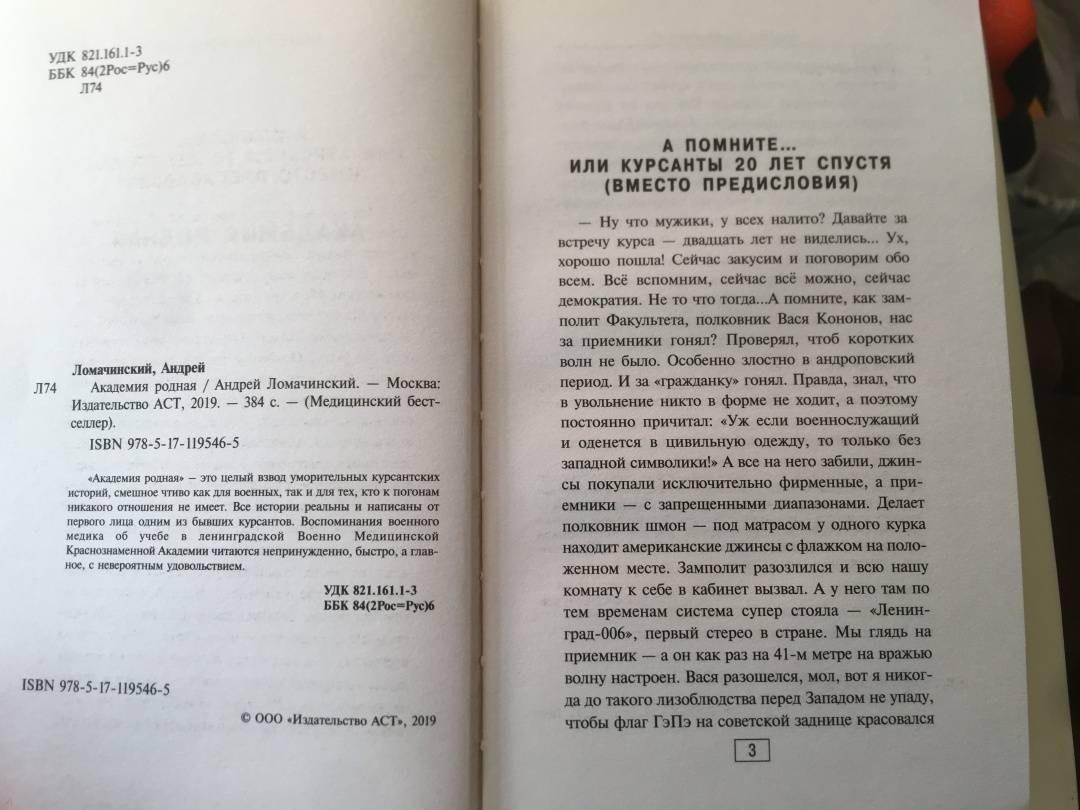 УДК 821.161.1-3
ББК 84(2Рос=Рус)6
Л74
Ломачинский, Андрей
Л74 Академия родная / Андрей Ломачинский. — Москва:
Издательство АСТ, 2019. — 384 с. — (Медицинский бест-
селлер).
ISBN 978-5-17-119546-5
«Академия родная» – это целый взвод уморительных курсантских
историй, смешное чтиво как для военных, так и для тех, кто к погонам
никакого отношения не имеет. Все истории реальны и написаны от
первого лица одним из бывших курсантов. Воспоминания военного
медика об учебе в ленинградской Военно Медицинской
Краснознаменной Академии читаются непринужденно, быстро, а глав-
ное, с невероятным удовольствием.
УДК 821.161.1-3
ББК 84(2Рос=Рус)6
ISBN 978-5-17-119546-5
© ООО «Издательство АСТ», 2019
А ПОМНИТЕ...
ИЛИ КУРСАНТЫ 20 ЛЕТ СПУСТЯ
(ВМЕСТО ПРЕДИСЛОВИЯ)
— Ну что мужики, у всех налито? Давайте за
встречу курса — двадцать лет не виделись... Ух,
хорошо пошла! Сейчас закусим и поговорим обо
всем. Всё вспомним, сейчас всё можно, сейчас
демократия. Не то что тогда...А помните, как зам-
полит Факультета, полковник Вася Кононов, нас
за приемники гонял? Проверял, чтоб коротких
волн не было. Особенно злостно в андроповский
период. И за «гражданку» гонял. Правда, знал, что
в увольнение никто в форме не ходит, а поэтому
постоянно причитал: «Уж если военнослужащий
и оденется в цивильную одежду, то только без
западной символики!» А все на него забили, джин-
сы покупали исключительно фирменные, а при-
емники — с запрещенными диапазонами. Делает
полковник шмон — под матрасом у одного курка
находит американские джинсы с флажком на поло-
женном месте. Замполит разозлился и всю нашу
комнату к себе в кабинет вызвал. А у него там по
тем временам система супер стояла — «Ленин-
град-006», первый стерео в стране. Мы глядь на
приемник — а он как раз на 41-м метре на вражью
волну настроен. Вася разошелся, мол, вот я никог-
да до такого лизоблюдства перед Западом не упаду,
чтобы флаг ГэПэ на советской заднице красовался
3